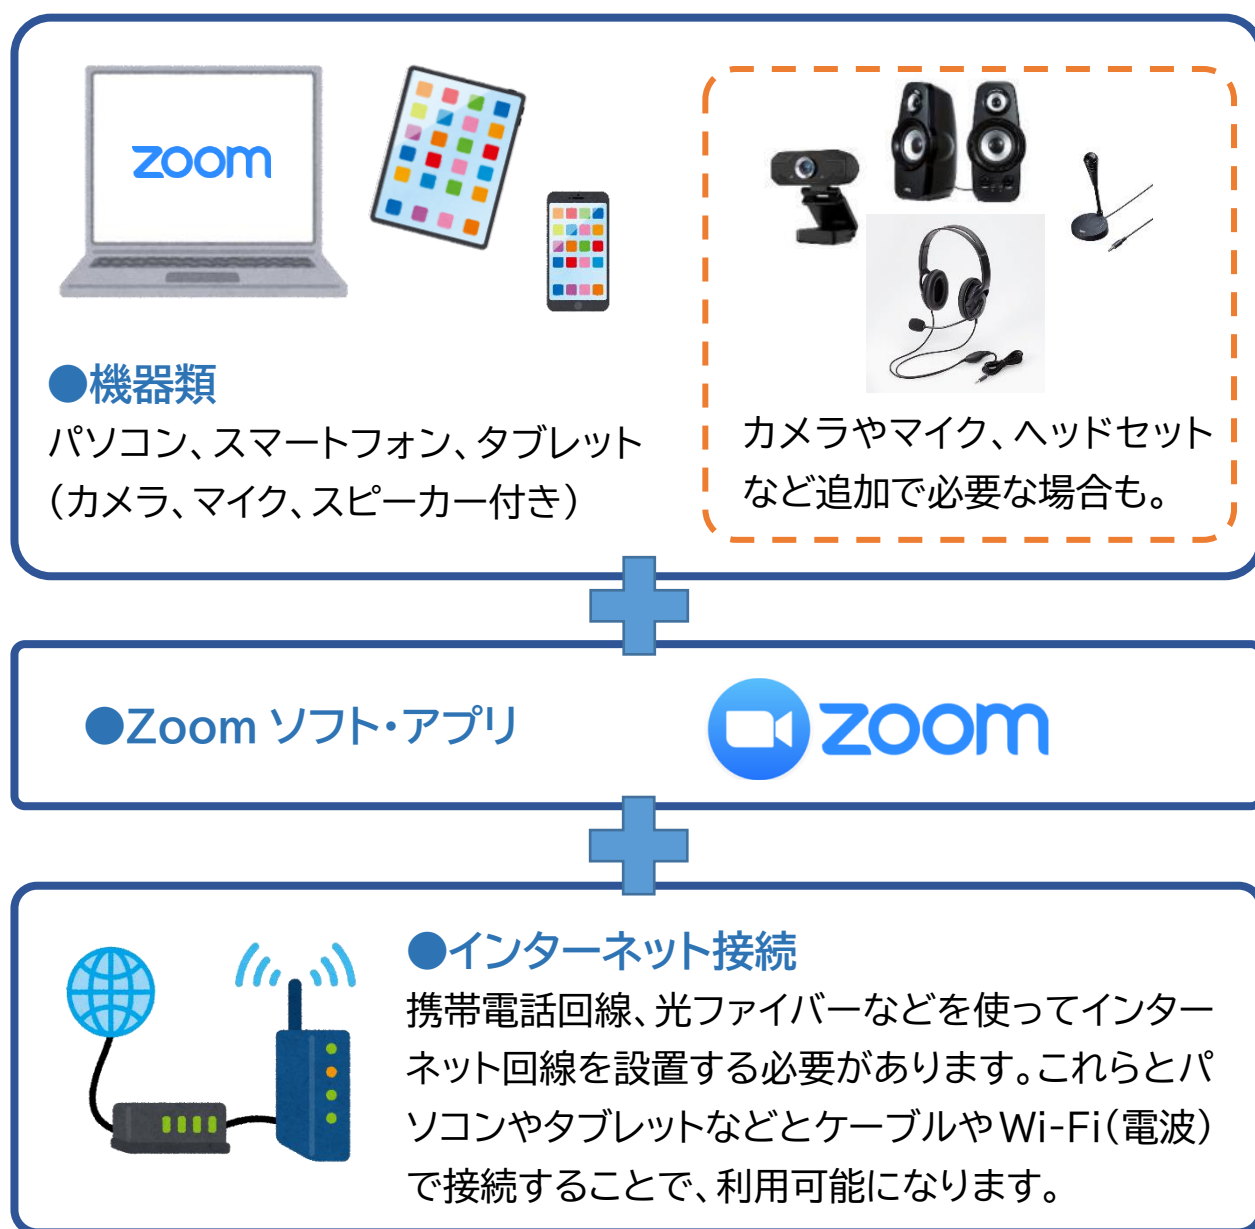 zoom
●機器類
パソコン、スマートフォン、タブレット
（カメラ、マイク、スピーカー付き）
カメラやマイク、ヘッドセット
など追加で必要な場合も。
●Zoom ソフト・アプリ
zoom
●インターネット接続
携帯電話回線、光ファイバーなどを使ってインター
ネット回線を設置する必要があります。これらとパ
ソコンやタブレットなどとケーブルやWi-Fi（電波）
で接続することで、利用可能になります。